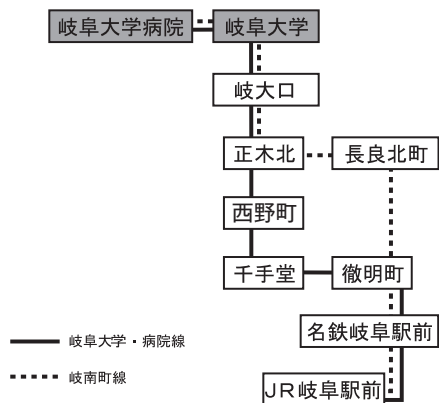 岐阜大学病院 岐阜大学
岐大口
正木北 長良北町
西野町
千手堂 徹明町
名鉄岐阜駅前
JR岐阜駅前
岐阜大学・病院線
岐南町線